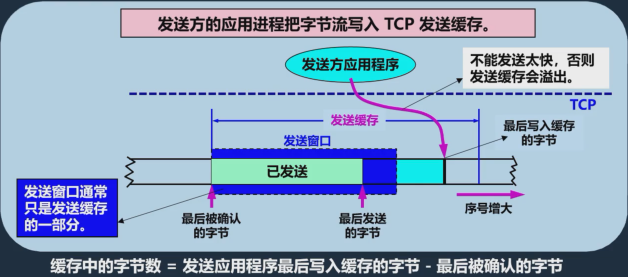 发送方的应用进程把字节流写入 TCP 发送缓存。
发送方应用程序
不能发送太快，否则
发送缓存会溢出。
TCP
发送缓存
发送窗口
最后写入缓存
的字节
已发送
发送窗口通常
只是发送缓存
的一部分。
最后被确认
的字节
最后发送
的字节
序号增大
缓存中的字节数 = 发送应用程序最后写入缓存的字节 - 最后被确认的字节